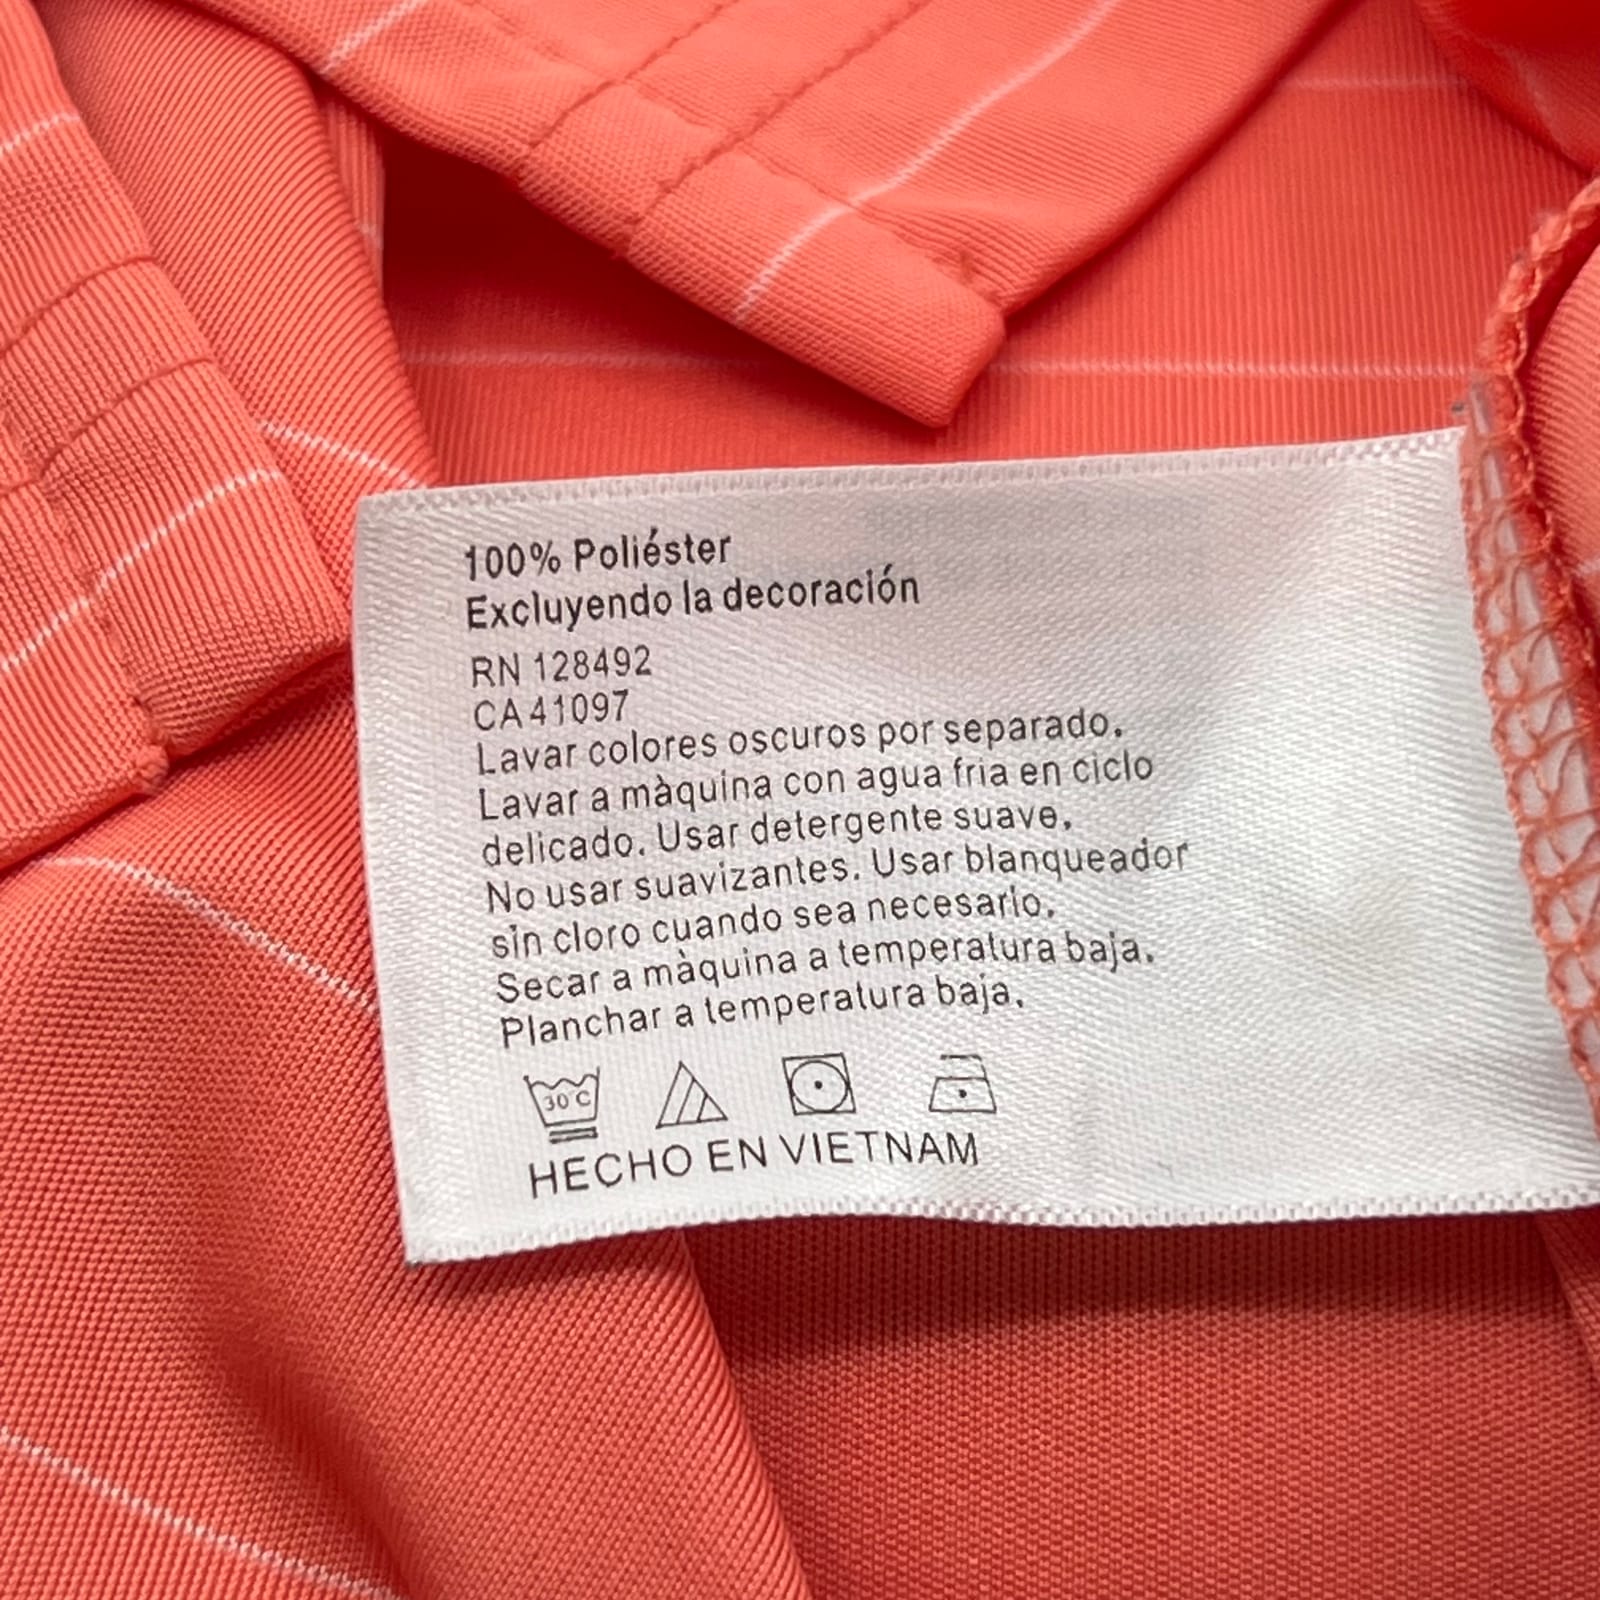 100% Poliéster
Excluyendo la decoración
RN 128492
CA 41097
Lavar colores oscuros por separado.
Lavar a màquina con agua fria en ciclo
delicado. Usar detergente suave.
No usar suavizantes. Usar blanqueador
sin cloro cuando sea necesario.
Secar a màquina a temperatura baja.
Planchar a temperatura baja.
30°C
HECHO EN VIETNAM